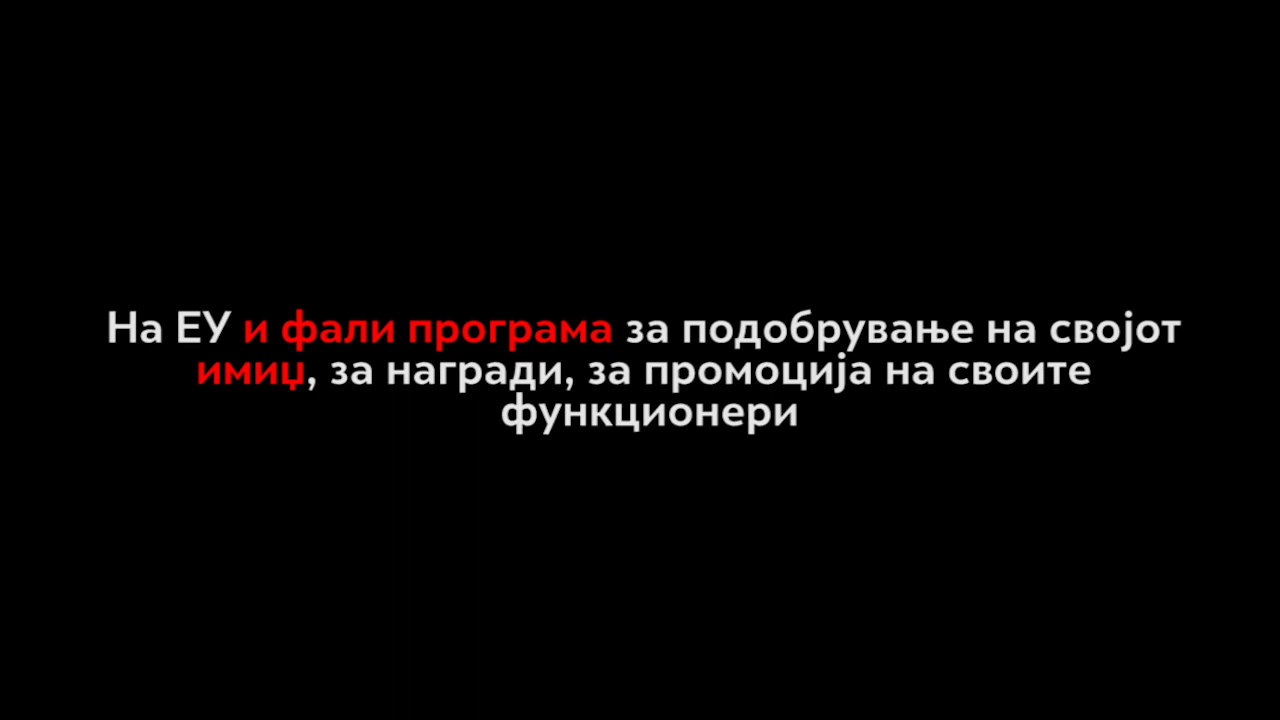 На ЕУ и фали програма за подобрување на својот
имиџ, за награди, за промоција на своите
функционери